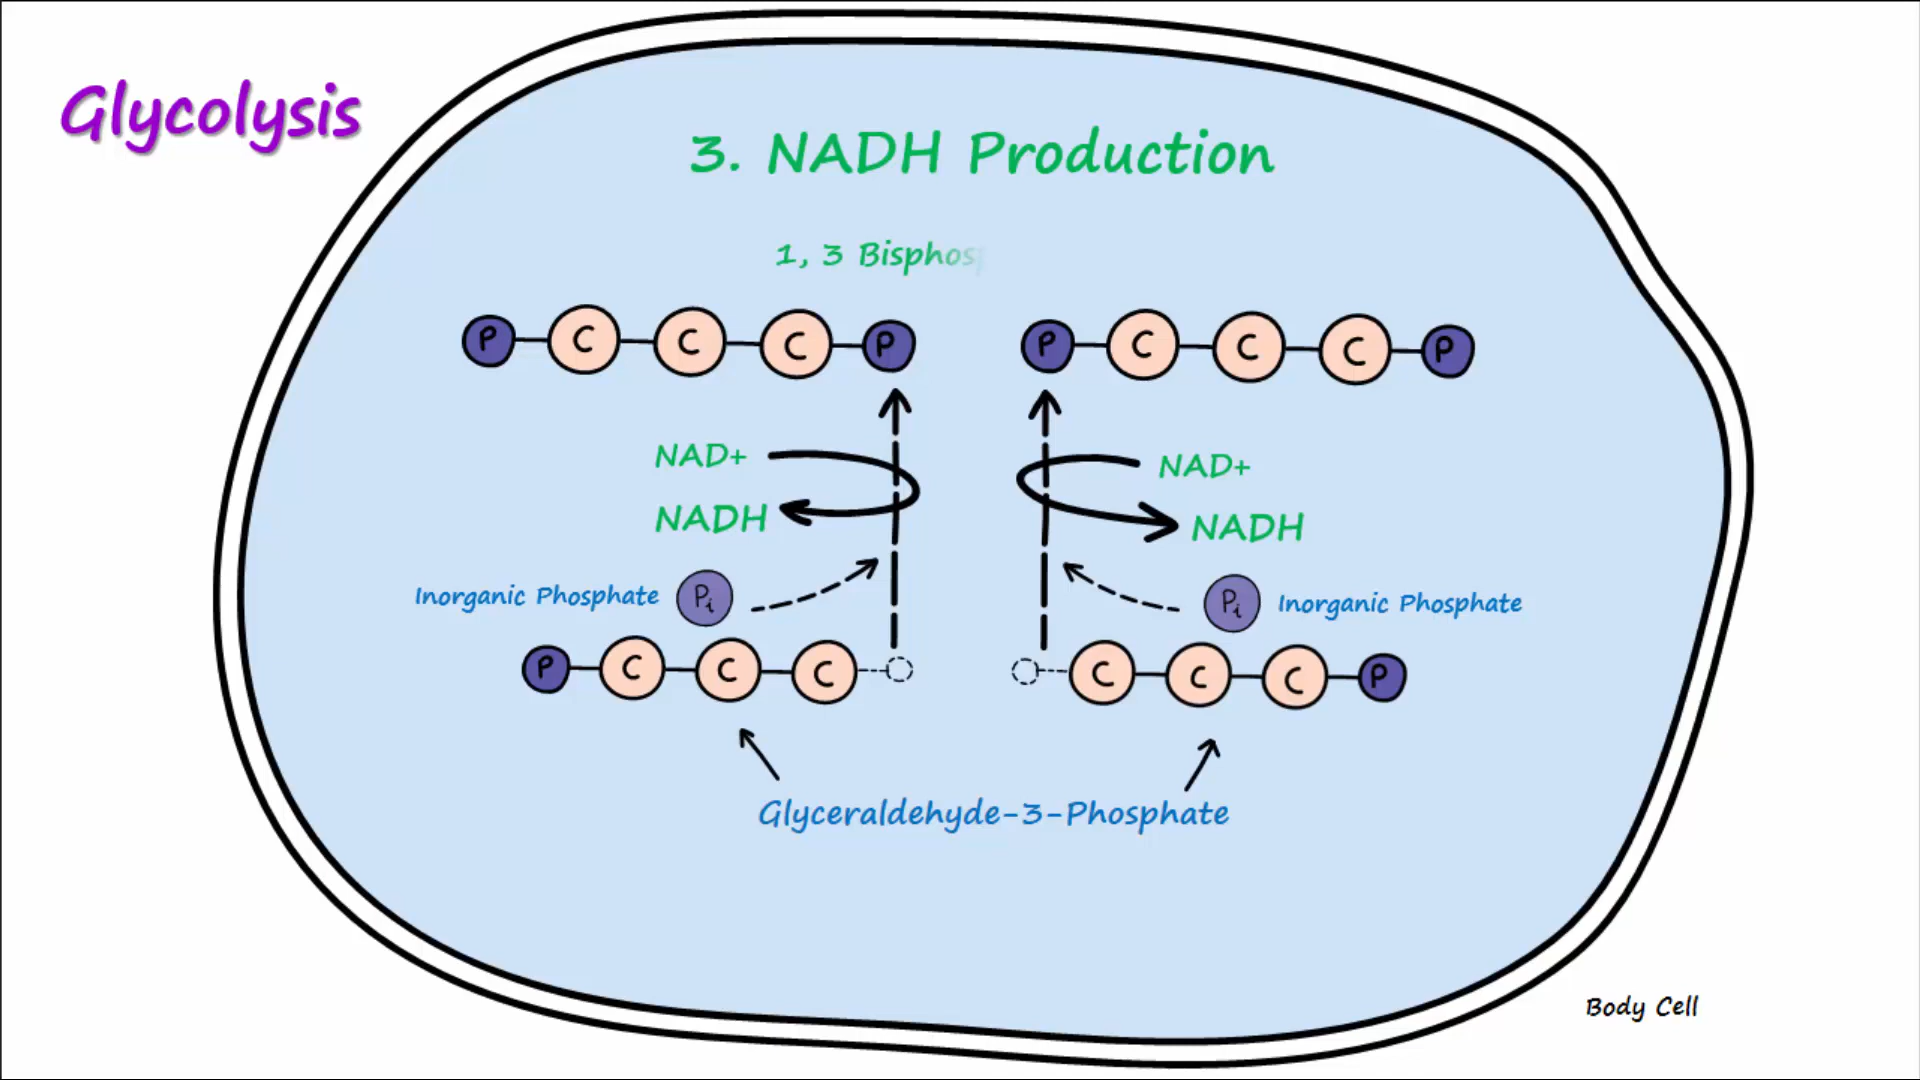 Glycolysis
3. NADH Production
1, 3 Bisphos
P C C C P P C C C P
NAD+ NAD+
NADH NADH
Inorganic Phosphate Pi Pi Inorganic Phosphate
P C C C C C C P
Glyceraldehyde-3-Phosphate
Body Cell